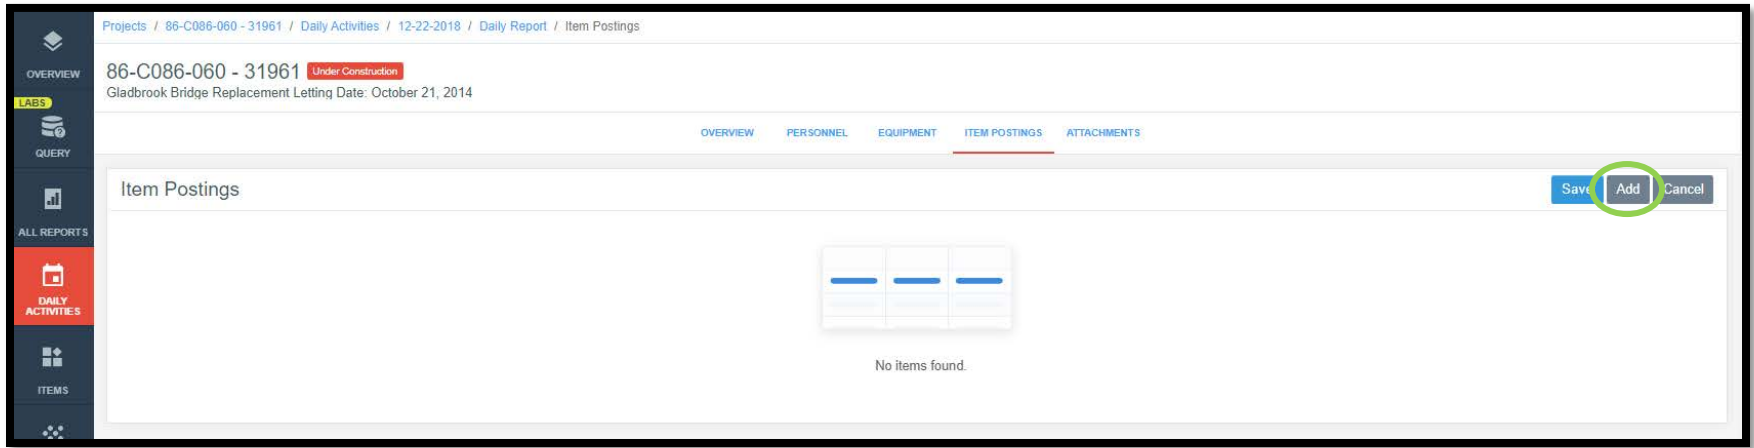 Projects / 86-C086-060 - 31961 / Daily Activities / 12-22-2018 / Daily Report / Item Postings
OVERVIEW
86-C086-060 - 31961 Under Construction
Gladbrook Bridge Replacement Letting Date: October 21, 2014
LABS
QUERY
OVERVIEW PERSONNEL EQUIPMENT ITEM POSTINGS ATTACHMENTS
Item Postings
Save Add Cancel
ALL REPORTS
DAILY
ACTIVITIES
No items found.
ITEMS